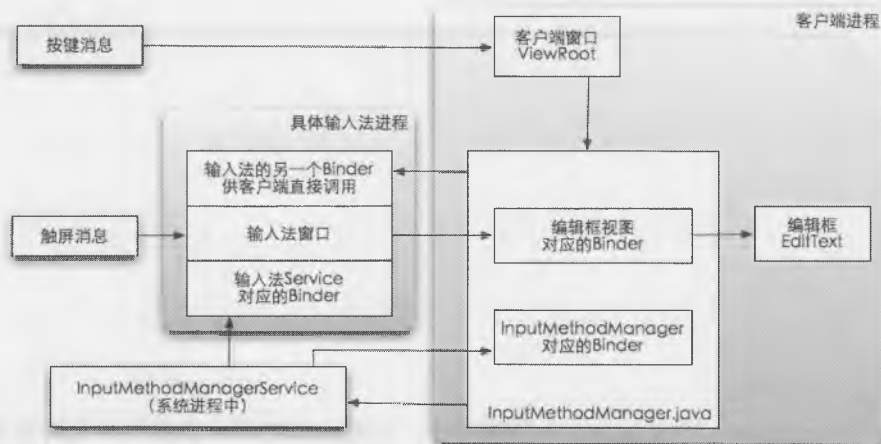 客户端进程
按键消息
客户端窗口
ViewRoot
具体输入法进程
输入法的另一个Binder
供客户端直接调用
触屏消息
输入法窗口
编辑框视图
对应的Binder
编辑框
EditText
输入法Service
对应的Binder
InputMethodManager
对应的Binder
InputMethodManagerService
(系统进程中)
InputMethodManager.java